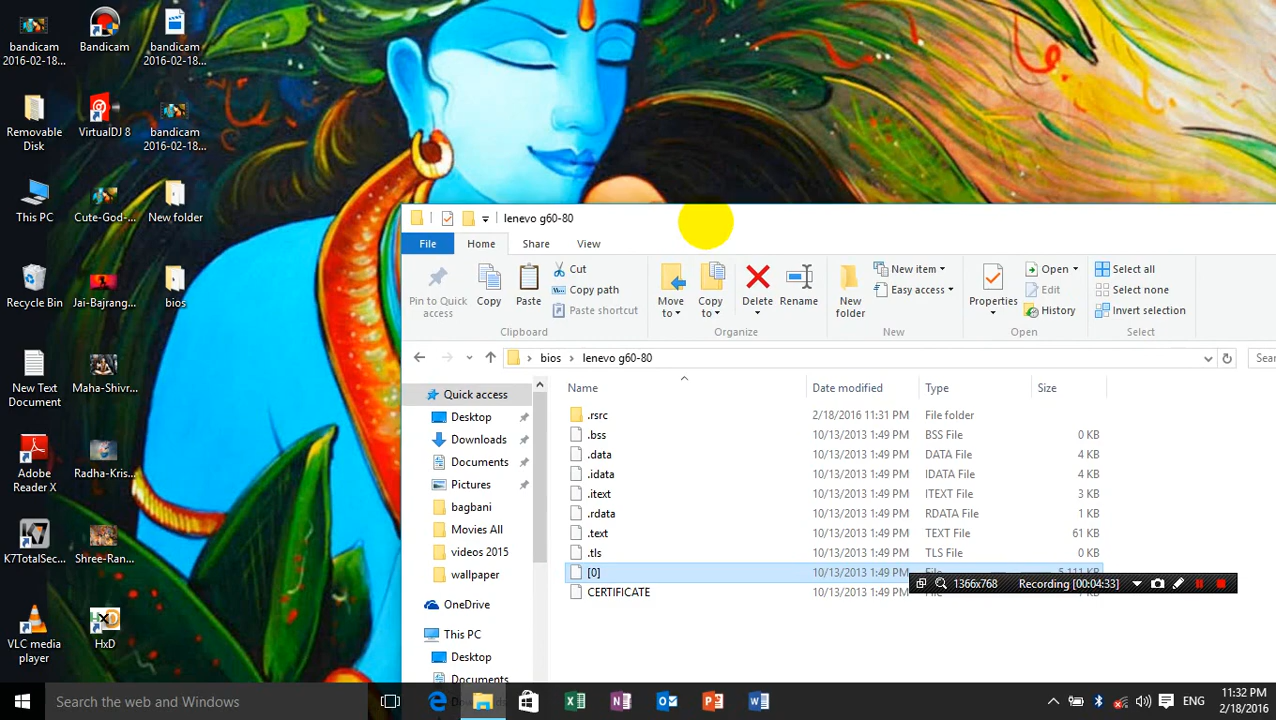 bandicam
2016-02-18...
Bandicam
bandicam
2016-02-18...
Removable
Disk
VirtualDJ 8
bandicam
2016-02-18...
This PC
Cute-God-...
New folder
Recycle Bin
Jai-Bajrang...
bios
New Text
Document
Maha-Shivr...
Adobe
Reader X
Radha-Kris...
K7TotalSec...
Shree-Ran...
VLC media
player
HxD
lenevo g60-80
File
Home
Share
View
Pin to Quick
access
Copy
Paste
Cut
Copy path
Paste shortcut
Clipboard
Move
to
Copy
to
Delete
Rename
Organize
New
folder
New item
Easy access
New
Properties
Open
Edit
History
Open
Select all
Select none
Invert selection
Select
bios
lenevo g60-80
Sear
Quick access
Desktop
Downloads
Documents
Pictures
bagbani
Movies All
videos 2015
wallpaper
OneDrive
This PC
Desktop
Documents
Name Date modified Type Size
.rsrc 2/18/2016 11:31 PM File folder
.bss 10/13/2013 1:49 PM BSS File 0 KB
.data 10/13/2013 1:49 PM DATA File 4 KB
.idata 10/13/2013 1:49 PM IDATA File 4 KB
.itext 10/13/2013 1:49 PM ITEXT File 3 KB
.rdata 10/13/2013 1:49 PM RDATA File 1 KB
.text 10/13/2013 1:49 PM TEXT File 61 KB
.tls 10/13/2013 1:49 PM TLS File 0 KB
[0] 10/13/2013 1:49 PM File 5,111 KB
1366x768 Recording [00:04:33]
CERTIFICATE 10/13/2013 1:49 PM
Search the web and Windows
ENG
11:32 PM
2/18/2016